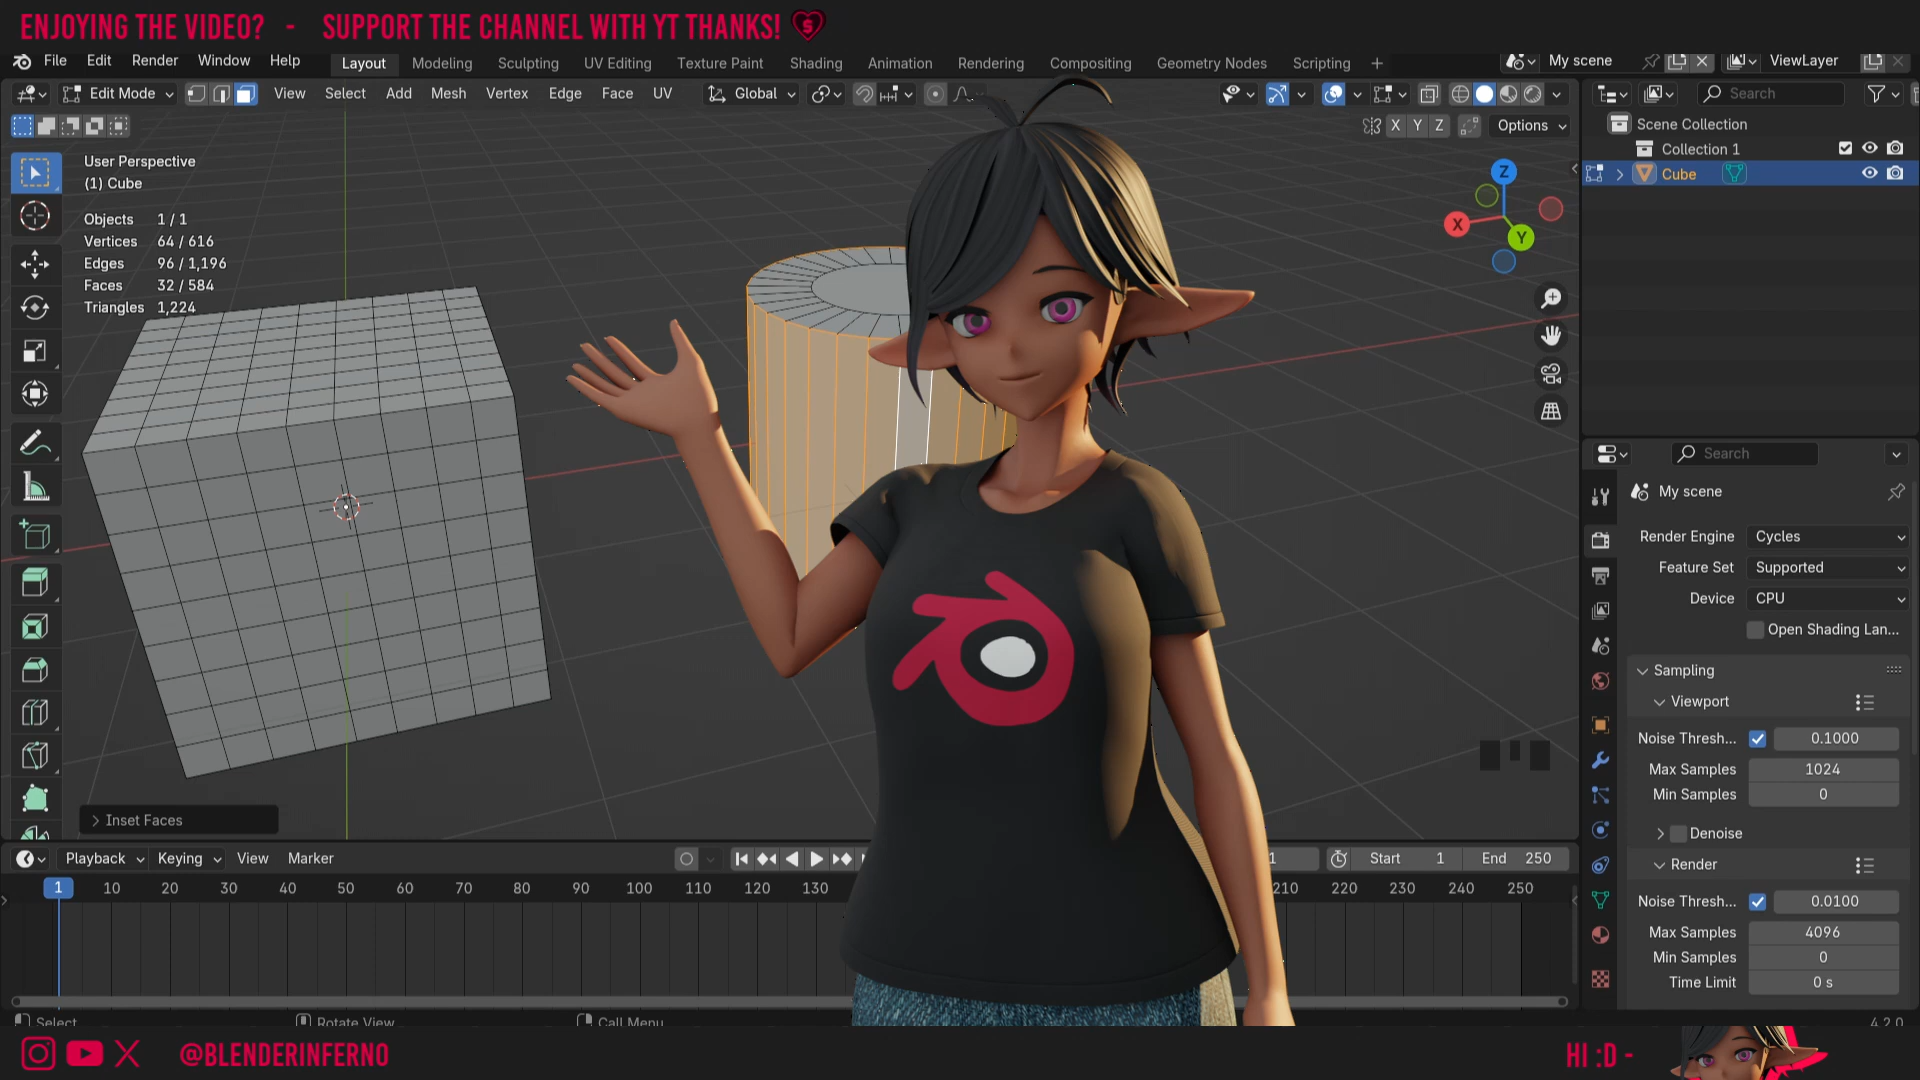 ENJOYING THE VIDEO? - SUPPORT THE CHANNEL WITH YT THANKS! $
File Edit Render Window Help Layout Modeling Sculpting UV Editing Texture Paint Shading Animation Rendering Compositing Geometry Nodes Scripting + My scene ViewLayer
Edit Mode View Select Add Mesh Vertex Edge Face UV Global Search
X Y Z Options
Scene Collection
Collection 1
Cube
User Perspective
(1) Cube
Objects 1 / 1
Vertices 64 / 616
Edges 96 / 1,196
Faces 32 / 584
Triangles 1,224
Z
X
Y
Search
My scene
Render Engine Cycles
Feature Set Supported
Device CPU
Open Shading Lan...
Sampling
Viewport
Noise Thresh... 0.1000
Max Samples 1024
Min Samples 0
Denoise
Render
Noise Thresh... 0.0100
Max Samples 4096
Min Samples 0
Time Limit 0 s
Inset Faces
Playback Keying View Marker 1 Start 1 End 250
1 10 20 30 40 50 60 70 80 90 100 110 120 130 210 220 230 240 250
Select Rotate View Call Menu 4.2.0
@BLENDERINFERNO
HI :D -